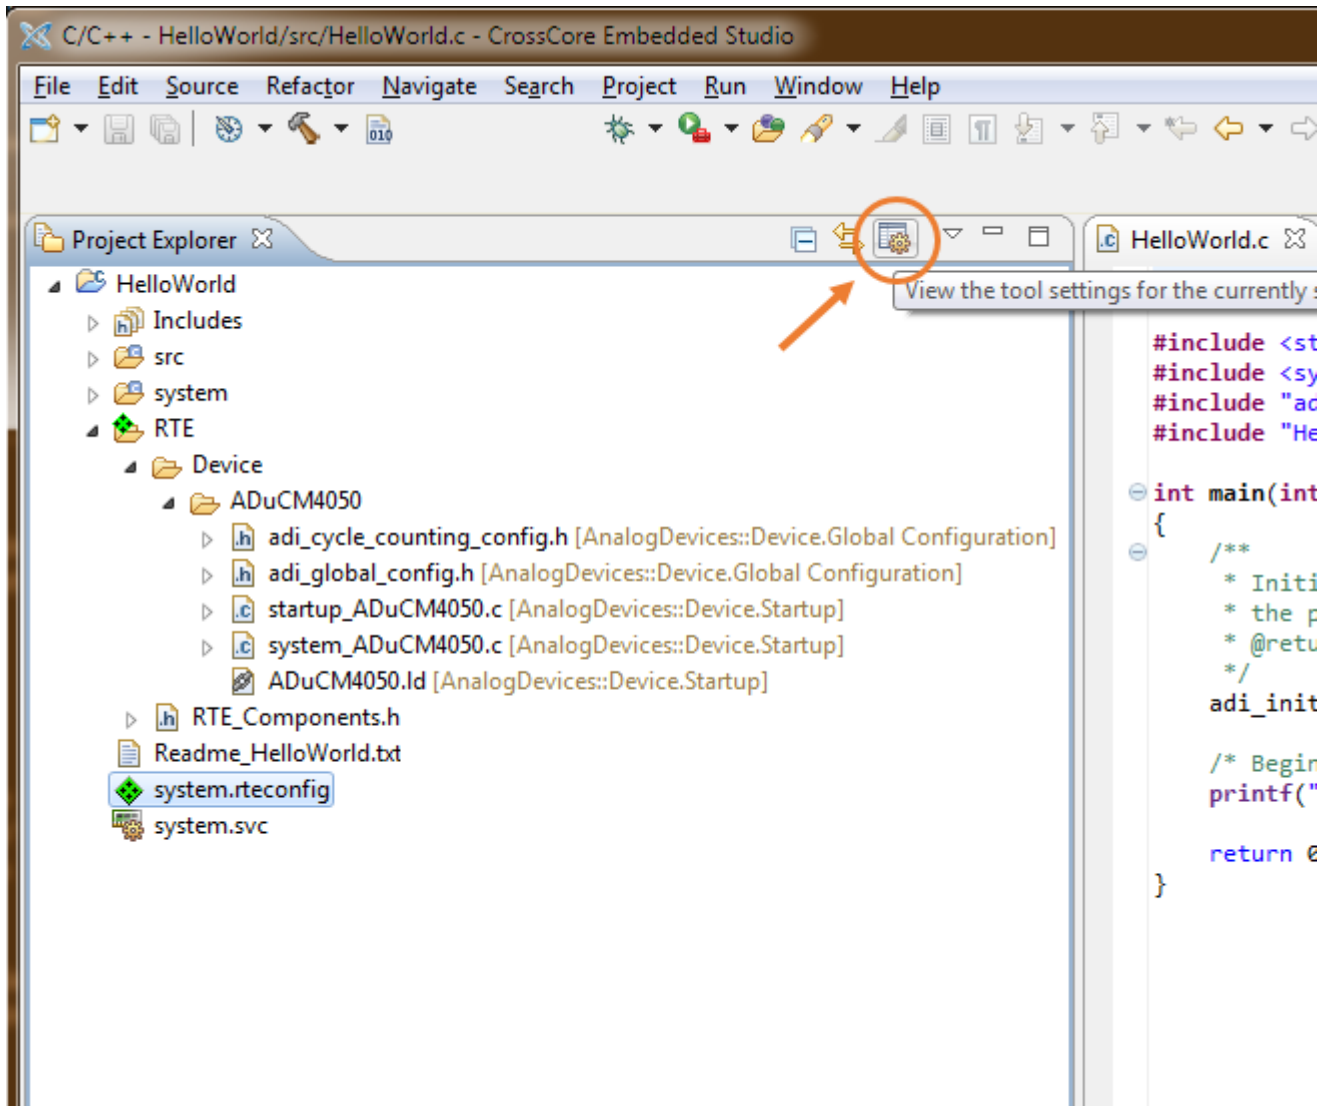 C/C++ - HelloWorld/src/HelloWorld.c - CrossCore Embedded Studio
File Edit Source Refactor Navigate Search Project Run Window Help
010
Project Explorer
HelloWorld.c
View the tool settings for the currently
HelloWorld
Includes
src
system
RTE
Device
ADuCM4050
adi_cycle_counting_config.h [AnalogDevices::Device.Global Configuration]
adi_global_config.h [AnalogDevices::Device.Global Configuration]
startup_ADuCM4050.c [AnalogDevices::Device.Startup]
system_ADuCM4050.c [AnalogDevices::Device.Startup]
ADuCM4050.ld [AnalogDevices::Device.Startup]
RTE_Components.h
Readme_HelloWorld.txt
system.rteconfig
system.svc
#include <st
#include <sy
#include "ad
#include "He
int main(int
{
/**
* Initi
* the p
* @retu
*/
adi_init
/* Begin
printf("
return 0
}